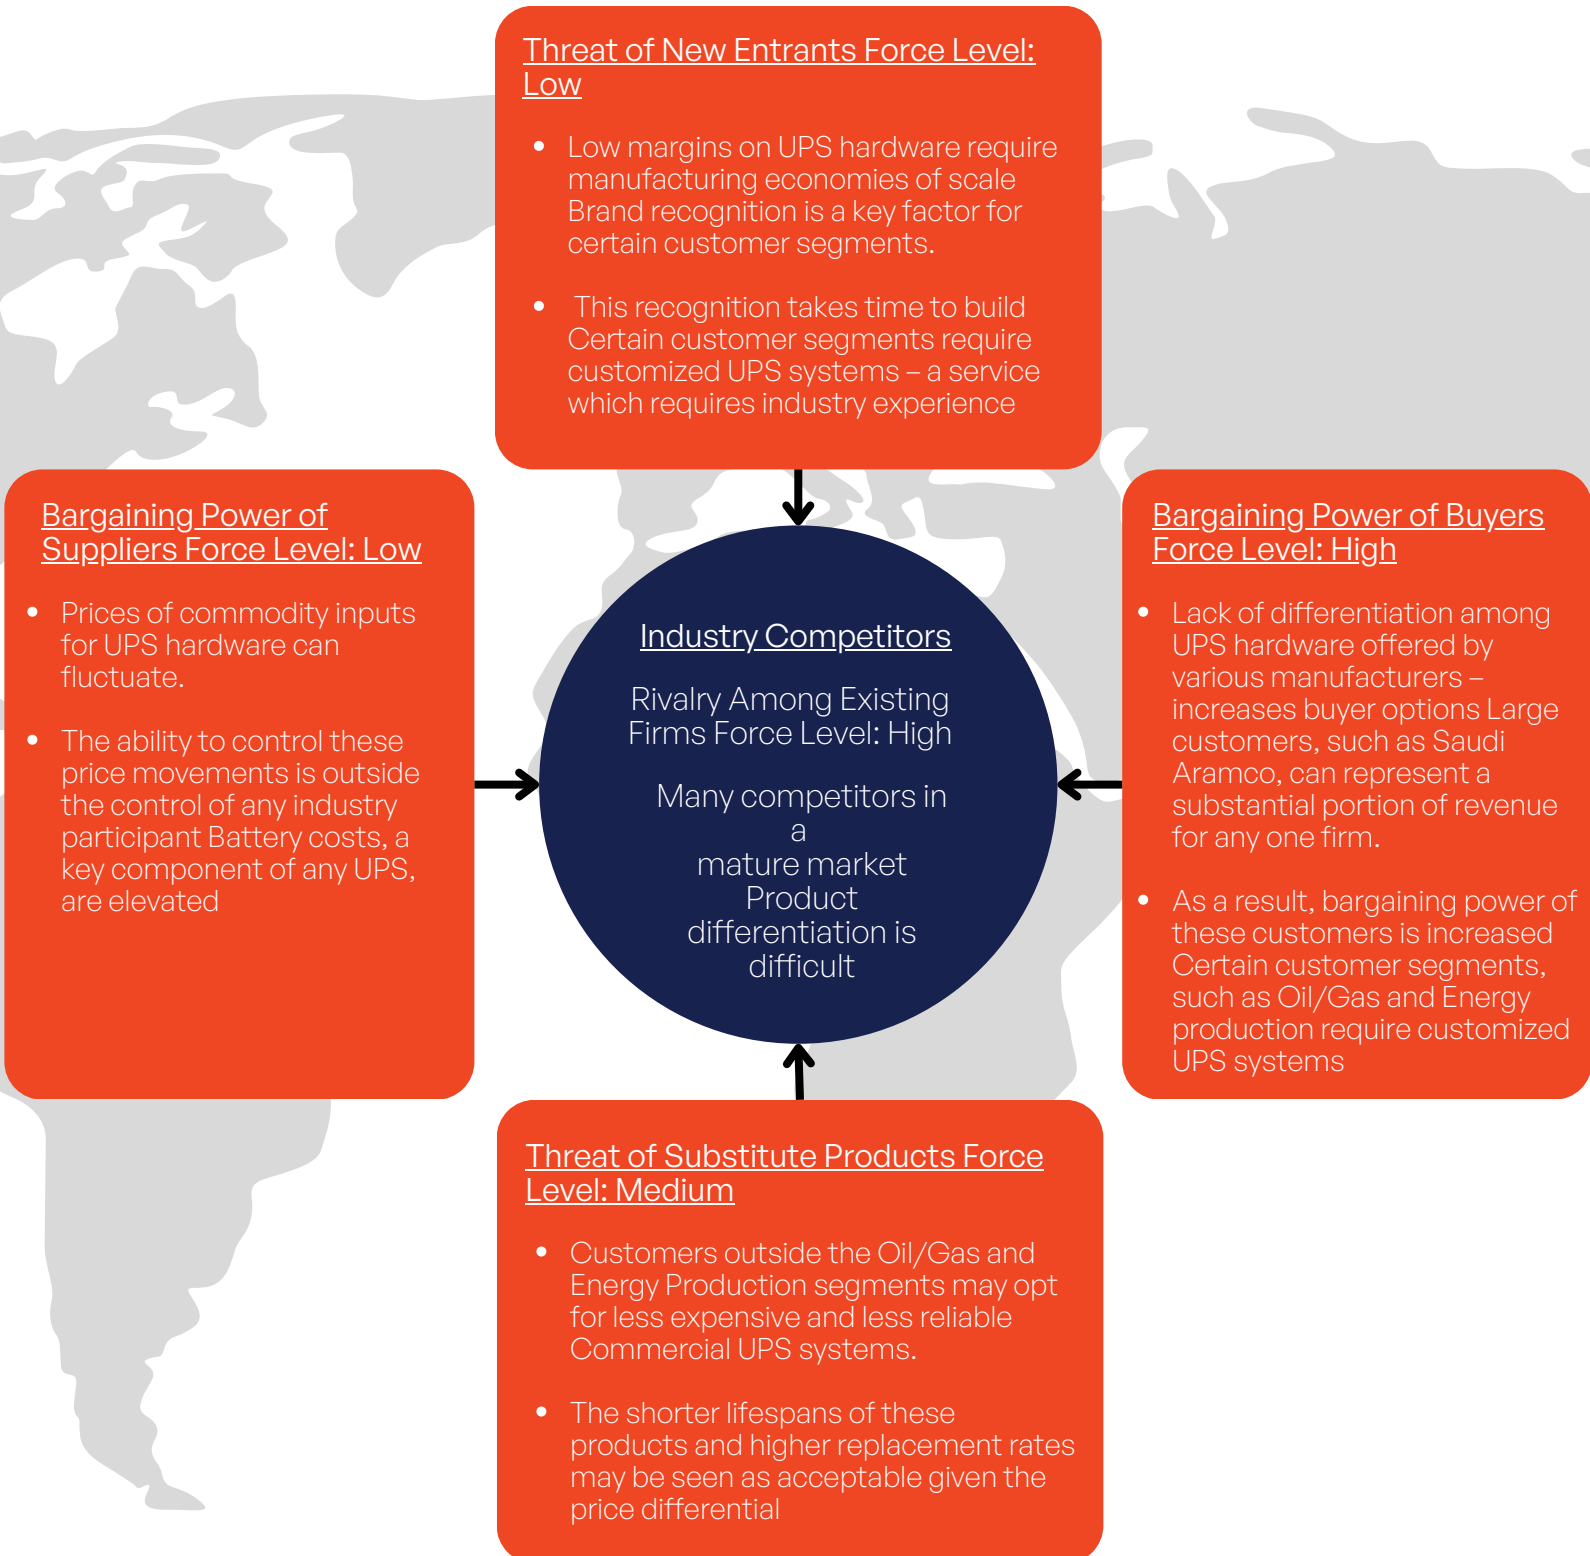 Threat of New Entrants Force Level:
Low
• Low margins on UPS hardware require
manufacturing economies of scale
Brand recognition is a key factor for
certain customer segments.
• This recognition takes time to build
Certain customer segments require
customized UPS systems – a service
which requires industry experience
Bargaining Power of
Suppliers Force Level: Low
• Prices of commodity inputs
for UPS hardware can
fluctuate.
• The ability to control these
price movements is outside
the control of any industry
participant Battery costs, a
key component of any UPS,
are elevated
Industry Competitors
Rivalry Among Existing
Firms Force Level: High
Many competitors in
a
mature market
Product
differentiation is
difficult
Bargaining Power of Buyers
Force Level: High
• Lack of differentiation among
UPS hardware offered by
various manufacturers –
increases buyer options Large
customers, such as Saudi
Aramco, can represent a
substantial portion of revenue
for any one firm.
• As a result, bargaining power of
these customers is increased
Certain customer segments,
such as Oil/Gas and Energy
production require customized
UPS systems
Threat of Substitute Products Force
Level: Medium
• Customers outside the Oil/Gas and
Energy Production segments may opt
for less expensive and less reliable
Commercial UPS systems.
• The shorter lifespans of these
products and higher replacement rates
may be seen as acceptable given the
price differential